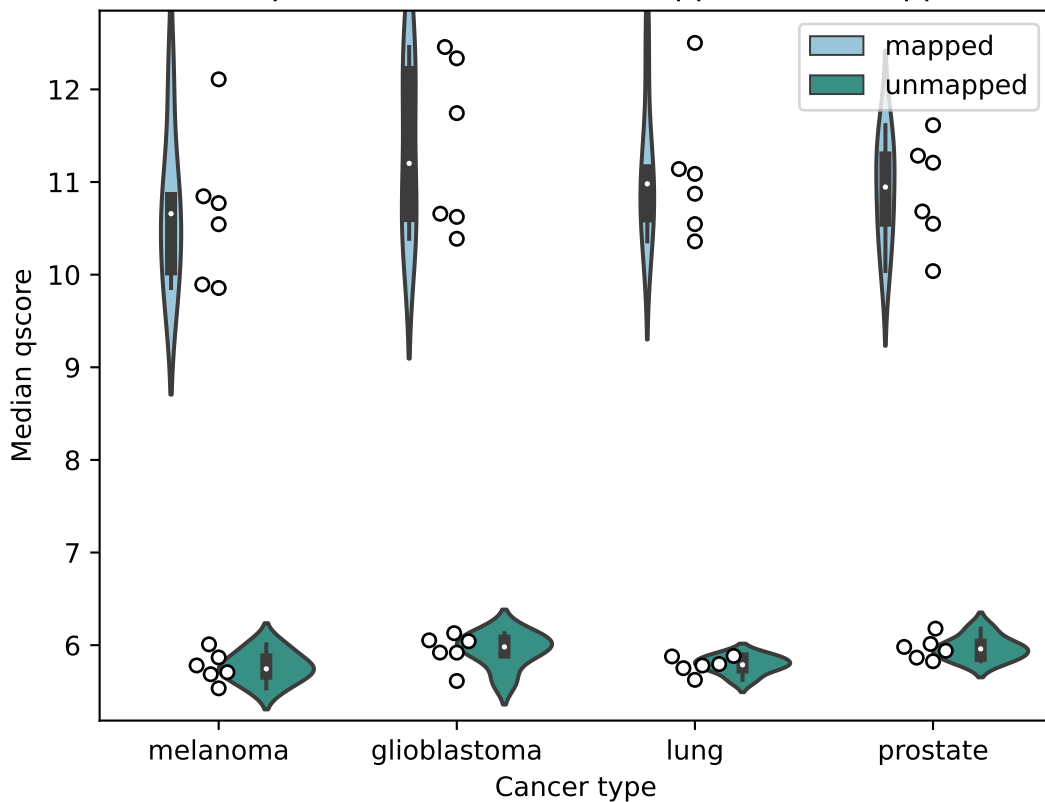 mapped
unmapped
12
11
10
9
8
7
6
Median qscore
melanoma glioblastoma lung prostate
Cancer type